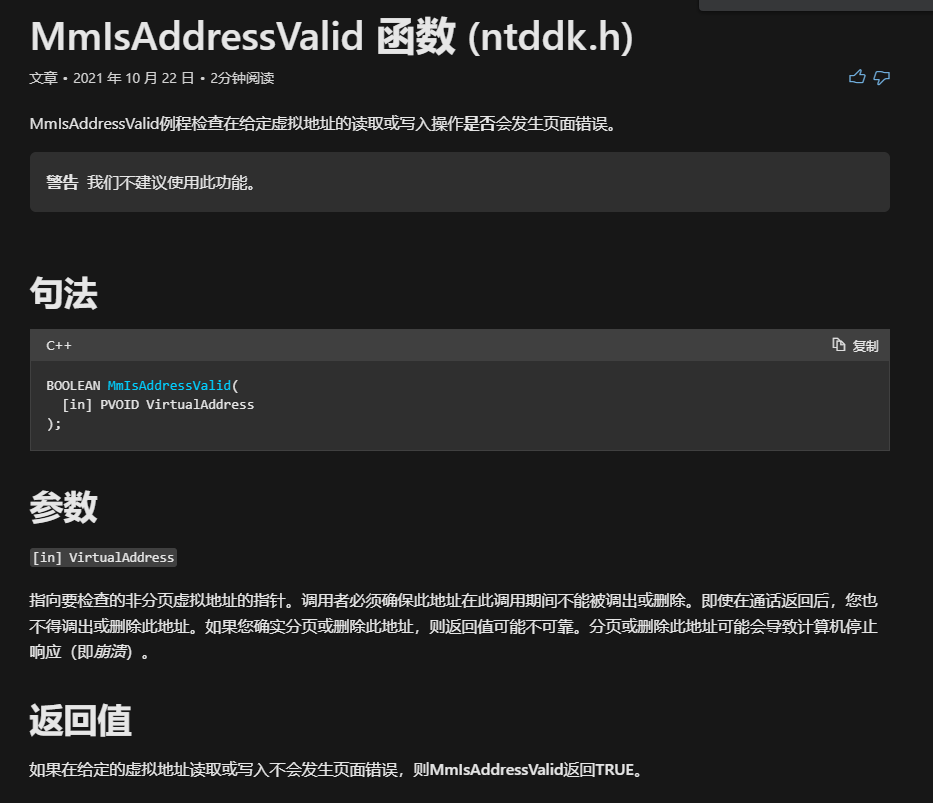 MmIsAddressValid 函数 (ntddk.h)
文章 • 2021 年 10 月 22 日 • 2分钟阅读
MmIsAddressValid例程检查在给定虚拟地址的读取或写入操作是否会发生页面错误。
警告 我们不建议使用此功能。
句法
C++ 复制
BOOLEAN MmIsAddressValid(
[in] PVOID VirtualAddress
);
参数
[in] VirtualAddress
指向要检查的非分页虚拟地址的指针。调用者必须确保此地址在此调用期间不能被调出或删除。即使在通话返回后，您也
不得调出或删除此地址。如果您确实分页或删除此地址，则返回值可能不可靠。分页或删除此地址可能会导致计算机停止
响应（即崩溃）。
返回值
如果在给定的虚拟地址读取或写入不会发生页面错误，则MmIsAddressValid返回TRUE。